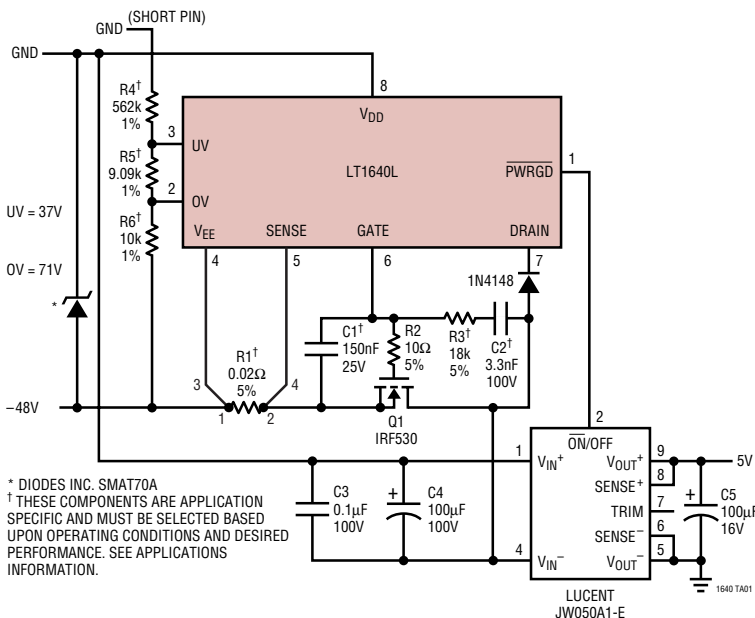 (SHORT PIN)
GND
GND
R4†
562k
1%
8
VDD
3
UV
LT1640L
PWRGD
1
R5†
9.09k
1%
2
OV
UV = 37V
R6†
10k
1%
VEE
SENSE
GATE
DRAIN
4
5
6
7
OV = 71V
1N4148
*
C1†
150nF
25V
R2
10Ω
5%
R3†
18k
5%
C2†
3.3nF
100V
R1†
0.02Ω
5%
3
4
–48V
1
2
Q1
IRF530
2
ON/OFF
1
VIN+
VOUT+
9
5V
SENSE+
8
TRIM
7
SENSE–
6
4
VIN–
VOUT–
5
+
C5
100µF
16V
C3
0.1µF
100V
+
C4
100µF
100V
* DIODES INC. SMAT70A
† THESE COMPONENTS ARE APPLICATION
SPECIFIC AND MUST BE SELECTED BASED
UPON OPERATING CONDITIONS AND DESIRED
PERFORMANCE. SEE APPLICATIONS
INFORMATION.
LUCENT
JW050A1-E
1640 TA01